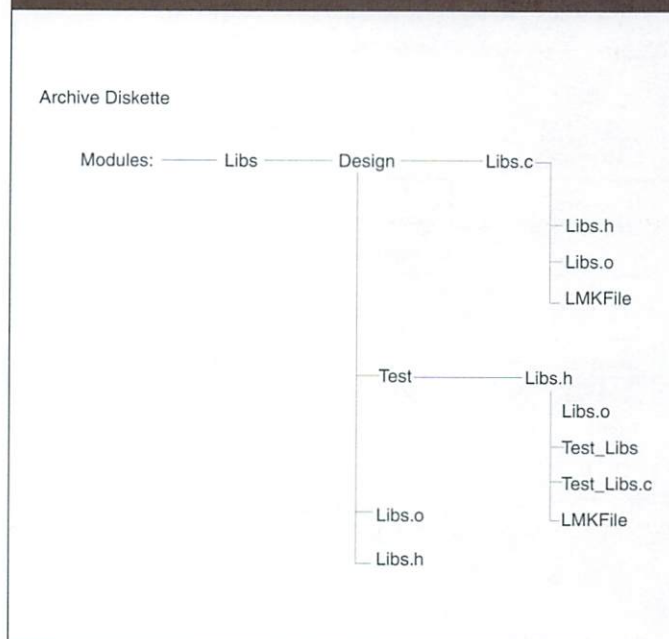 Archive Diskette
Modules: Libs Design Libs.c
Libs.h
Libs.o
LMKFile
Test Libs.h
Libs.o
Test_Libs
Test_Libs.c
LMKFile
Libs.o
Libs.h